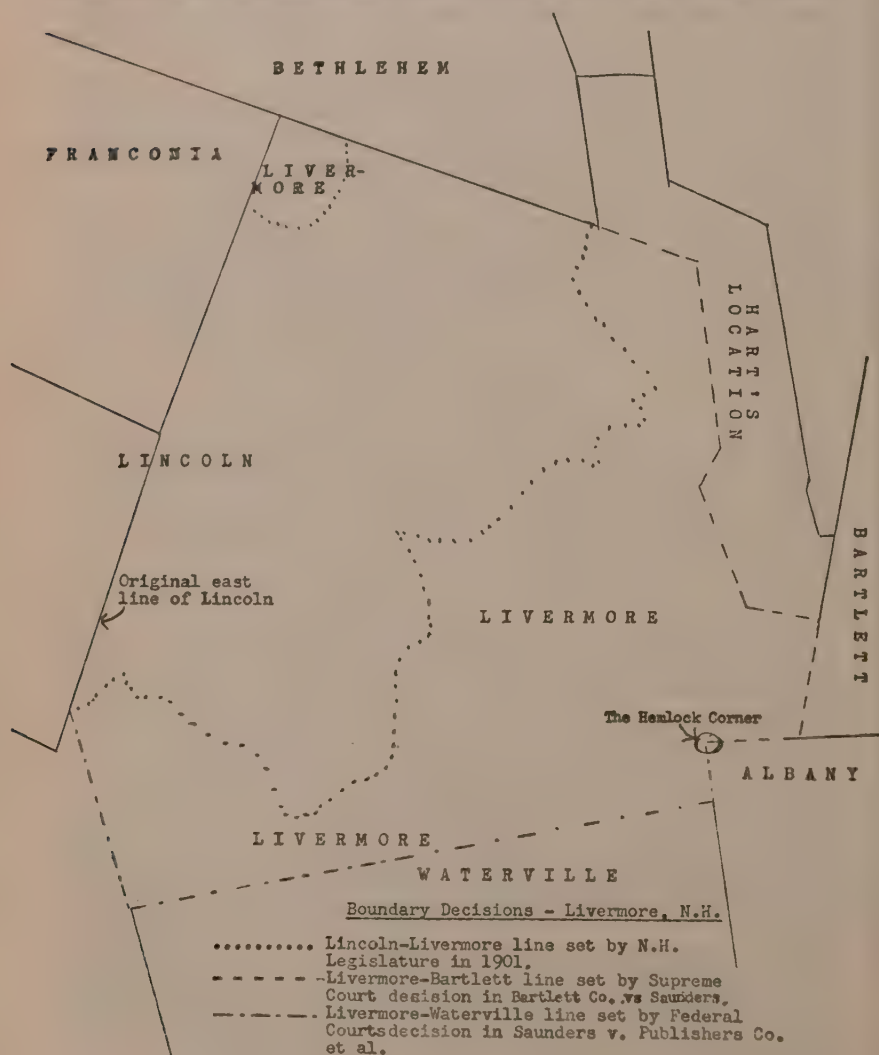 BETHLEHEM
FRANCONIA
LIVER-
MORE
HART'S
LOCATION
LINCOLN
BARTLETT
Original east
line of Lincoln
LIVERMORE
The Hemlock Corner
ALBANY
LIVERMORE
WATERVILLE
Boundary Decisions - Livermore, N.H.
Lincoln-Livermore line set by N.H.
Legislature in 1901.
Livermore-Bartlett line set by Supreme
Court decision in Bartlett Co. vs Saunders.
Livermore-Waterville line set by Federal
Courtsdecision in Saunders v. Publishers Co.
et al.